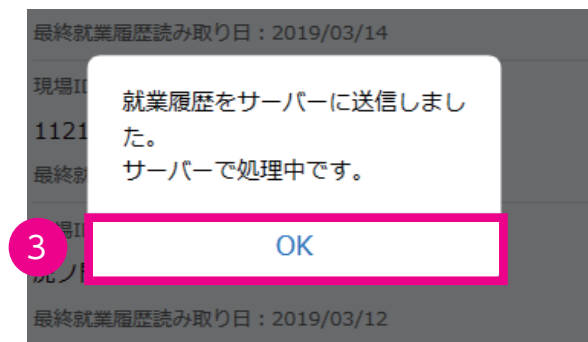 最終就業履歴読み取り日：2019/03/14
現場I
就業履歴をサーバーに送信しまし
1121
た。
最終
サーバーで処理中です。
3
OK
最終就業履歴読み取り日：2019/03/12